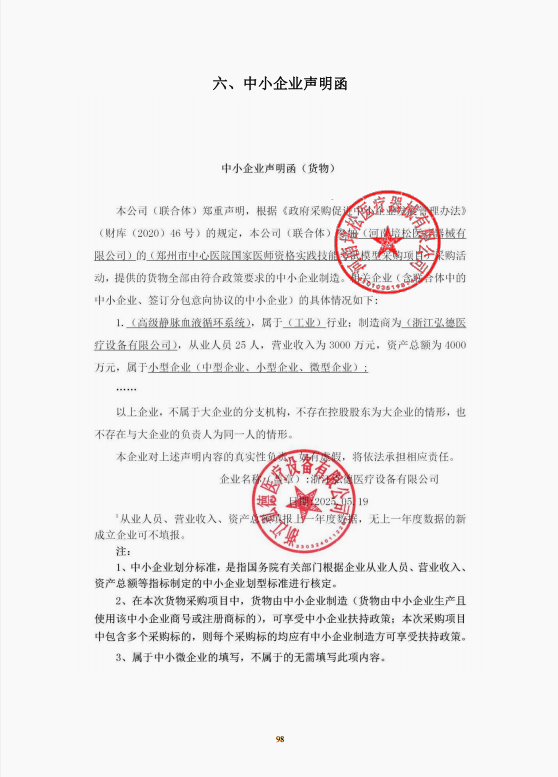 六、中小企业声明函
中小企业声明函（货物）
本公司（联合体）郑重声明，根据《政府采购促进中小企业发展管理办法》
（财库（2020）46 号）的规定，本公司（联合体）参加（河南培松医疗器械有
限公司）的（郑州市中心医院国家医师资格实践技能考试模型采购项目）采购活
动，提供的货物全部由符合政策要求的中小企业制造。相关企业（含联合体中的
中小企业、签订分包意向协议的中小企业）的具体情况如下：
1. （高级静脉血液循环系统），属于（工业）行业；制造商为（浙江弘德医
疗设备有限公司），从业人员 25 人，营业收入为 3000 万元，资产总额为 4000
万元，属于小型企业（中型企业、小型企业、微型企业）；
……
以上企业，不属于大企业的分支机构，不存在控股股东为大企业的情形，也
不存在与大企业的负责人为同一人的情形。
本企业对上述声明内容的真实性负责。如有虚假，将依法承担相应责任。
企业名称（盖章）:浙江弘德医疗设备有限公司
日期:2025.05.19
¹从业人员、营业收入、资产总额填报上一年度数据，无上一年度数据的新
成立企业可不填报。
注：
1、中小企业划分标准，是指国务院有关部门根据企业从业人员、营业收入、
资产总额等指标制定的中小企业划型标准进行核定。
2、在本次货物采购项目中，货物由中小企业制造（货物由中小企业生产且
使用该中小企业商号或注册商标的），可享受中小企业扶持政策；本次采购项目
中包含多个采购标的，则每个采购标的均应有中小企业制造方可享受扶持政策。
3、属于中小微企业的填写，不属于的无需填写此项内容。
河南培松医疗器械有限公司
浙江弘德医疗设备有限公司
98